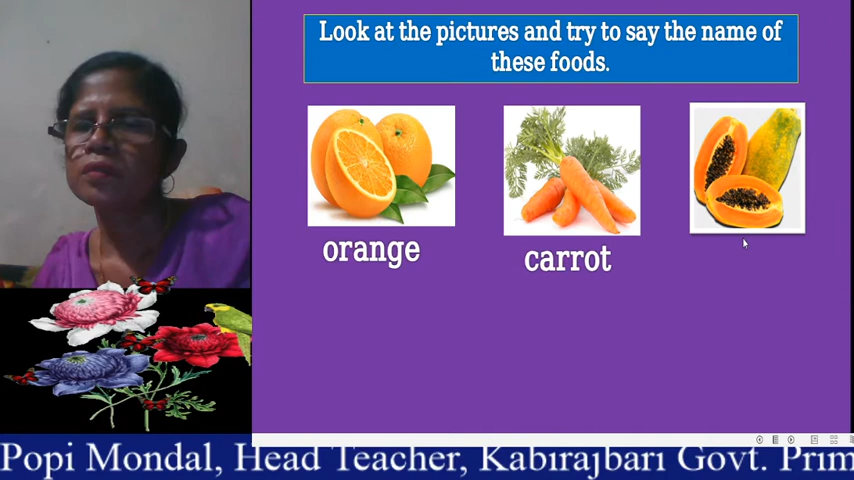 Look at the pictures and try to say the name of
these foods.
orange
carrot
Popi Mondal, Head Teacher, Kabirajbari Govt. Prim